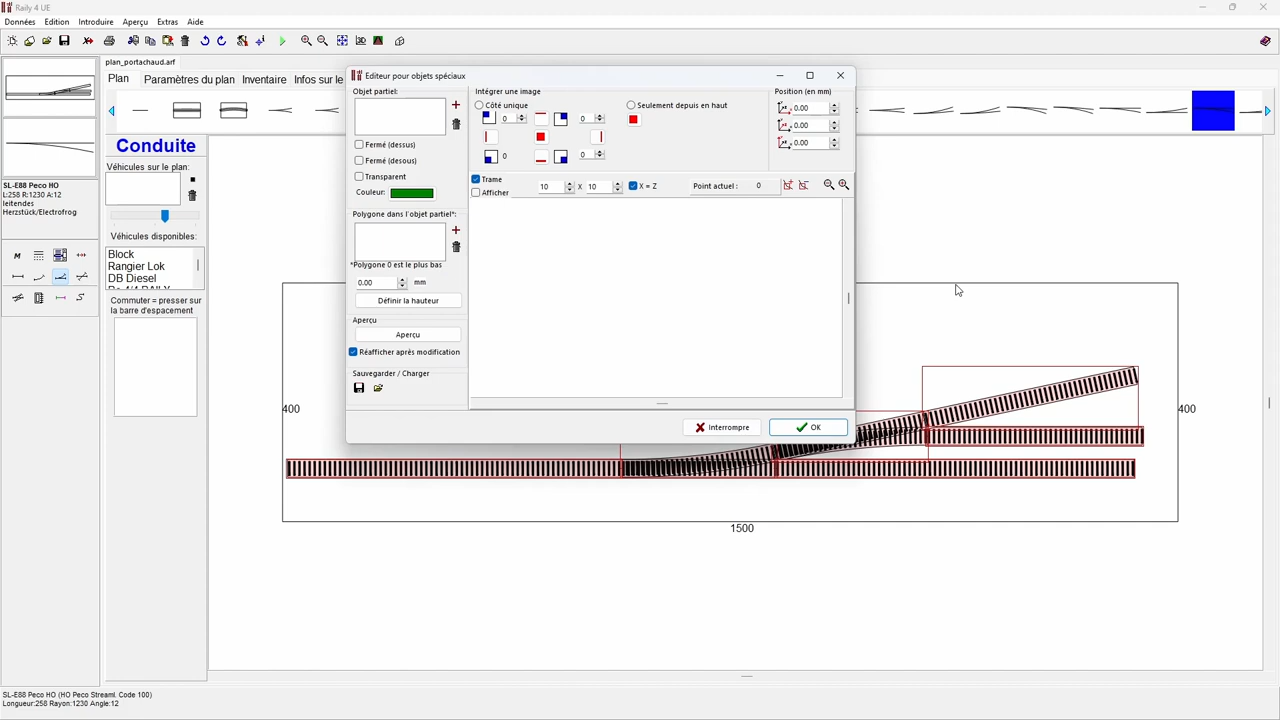 Raily 4 UE
Données Edition Introduire Aperçu Extras Aide
plan_portachaud.arf
Plan Paramètres du plan Inventaire Infos sur le
Editeur pour objets spéciaux
Objet partiel:
Fermé (dessus)
Fermé (desous)
Transparent
Couleur:
Polygone dans l'objet partiel*:
*Polygone 0 est le plus bas
0.00 mm
Définir la hauteur
Aperçu
Aperçu
Réafficher après modification
Sauvegarder / Charger
Intégrer une image
Côté unique
Seulement depuis en haut
0 0
0 0
Position (en mm)
0.00
0.00
0.00
Trame
Afficher
10 X 10
X = Z
Point actuel : 0
Interrompre
OK
SL-E88 Peco HO
L:258 R:1230 A:12
leitendes
Herzstück/Electrofrog
M
S
Conduite
Véhicules sur le plan:
Véhicules disponibles:
Block
Rangier Lok
DB Diesel
Commuter = presser sur
la barre d'espacement
400
400
1500
SL-E88 Peco HO (HO Peco Streaml. Code 100)
Longueur:258 Rayon:1230 Angle:12